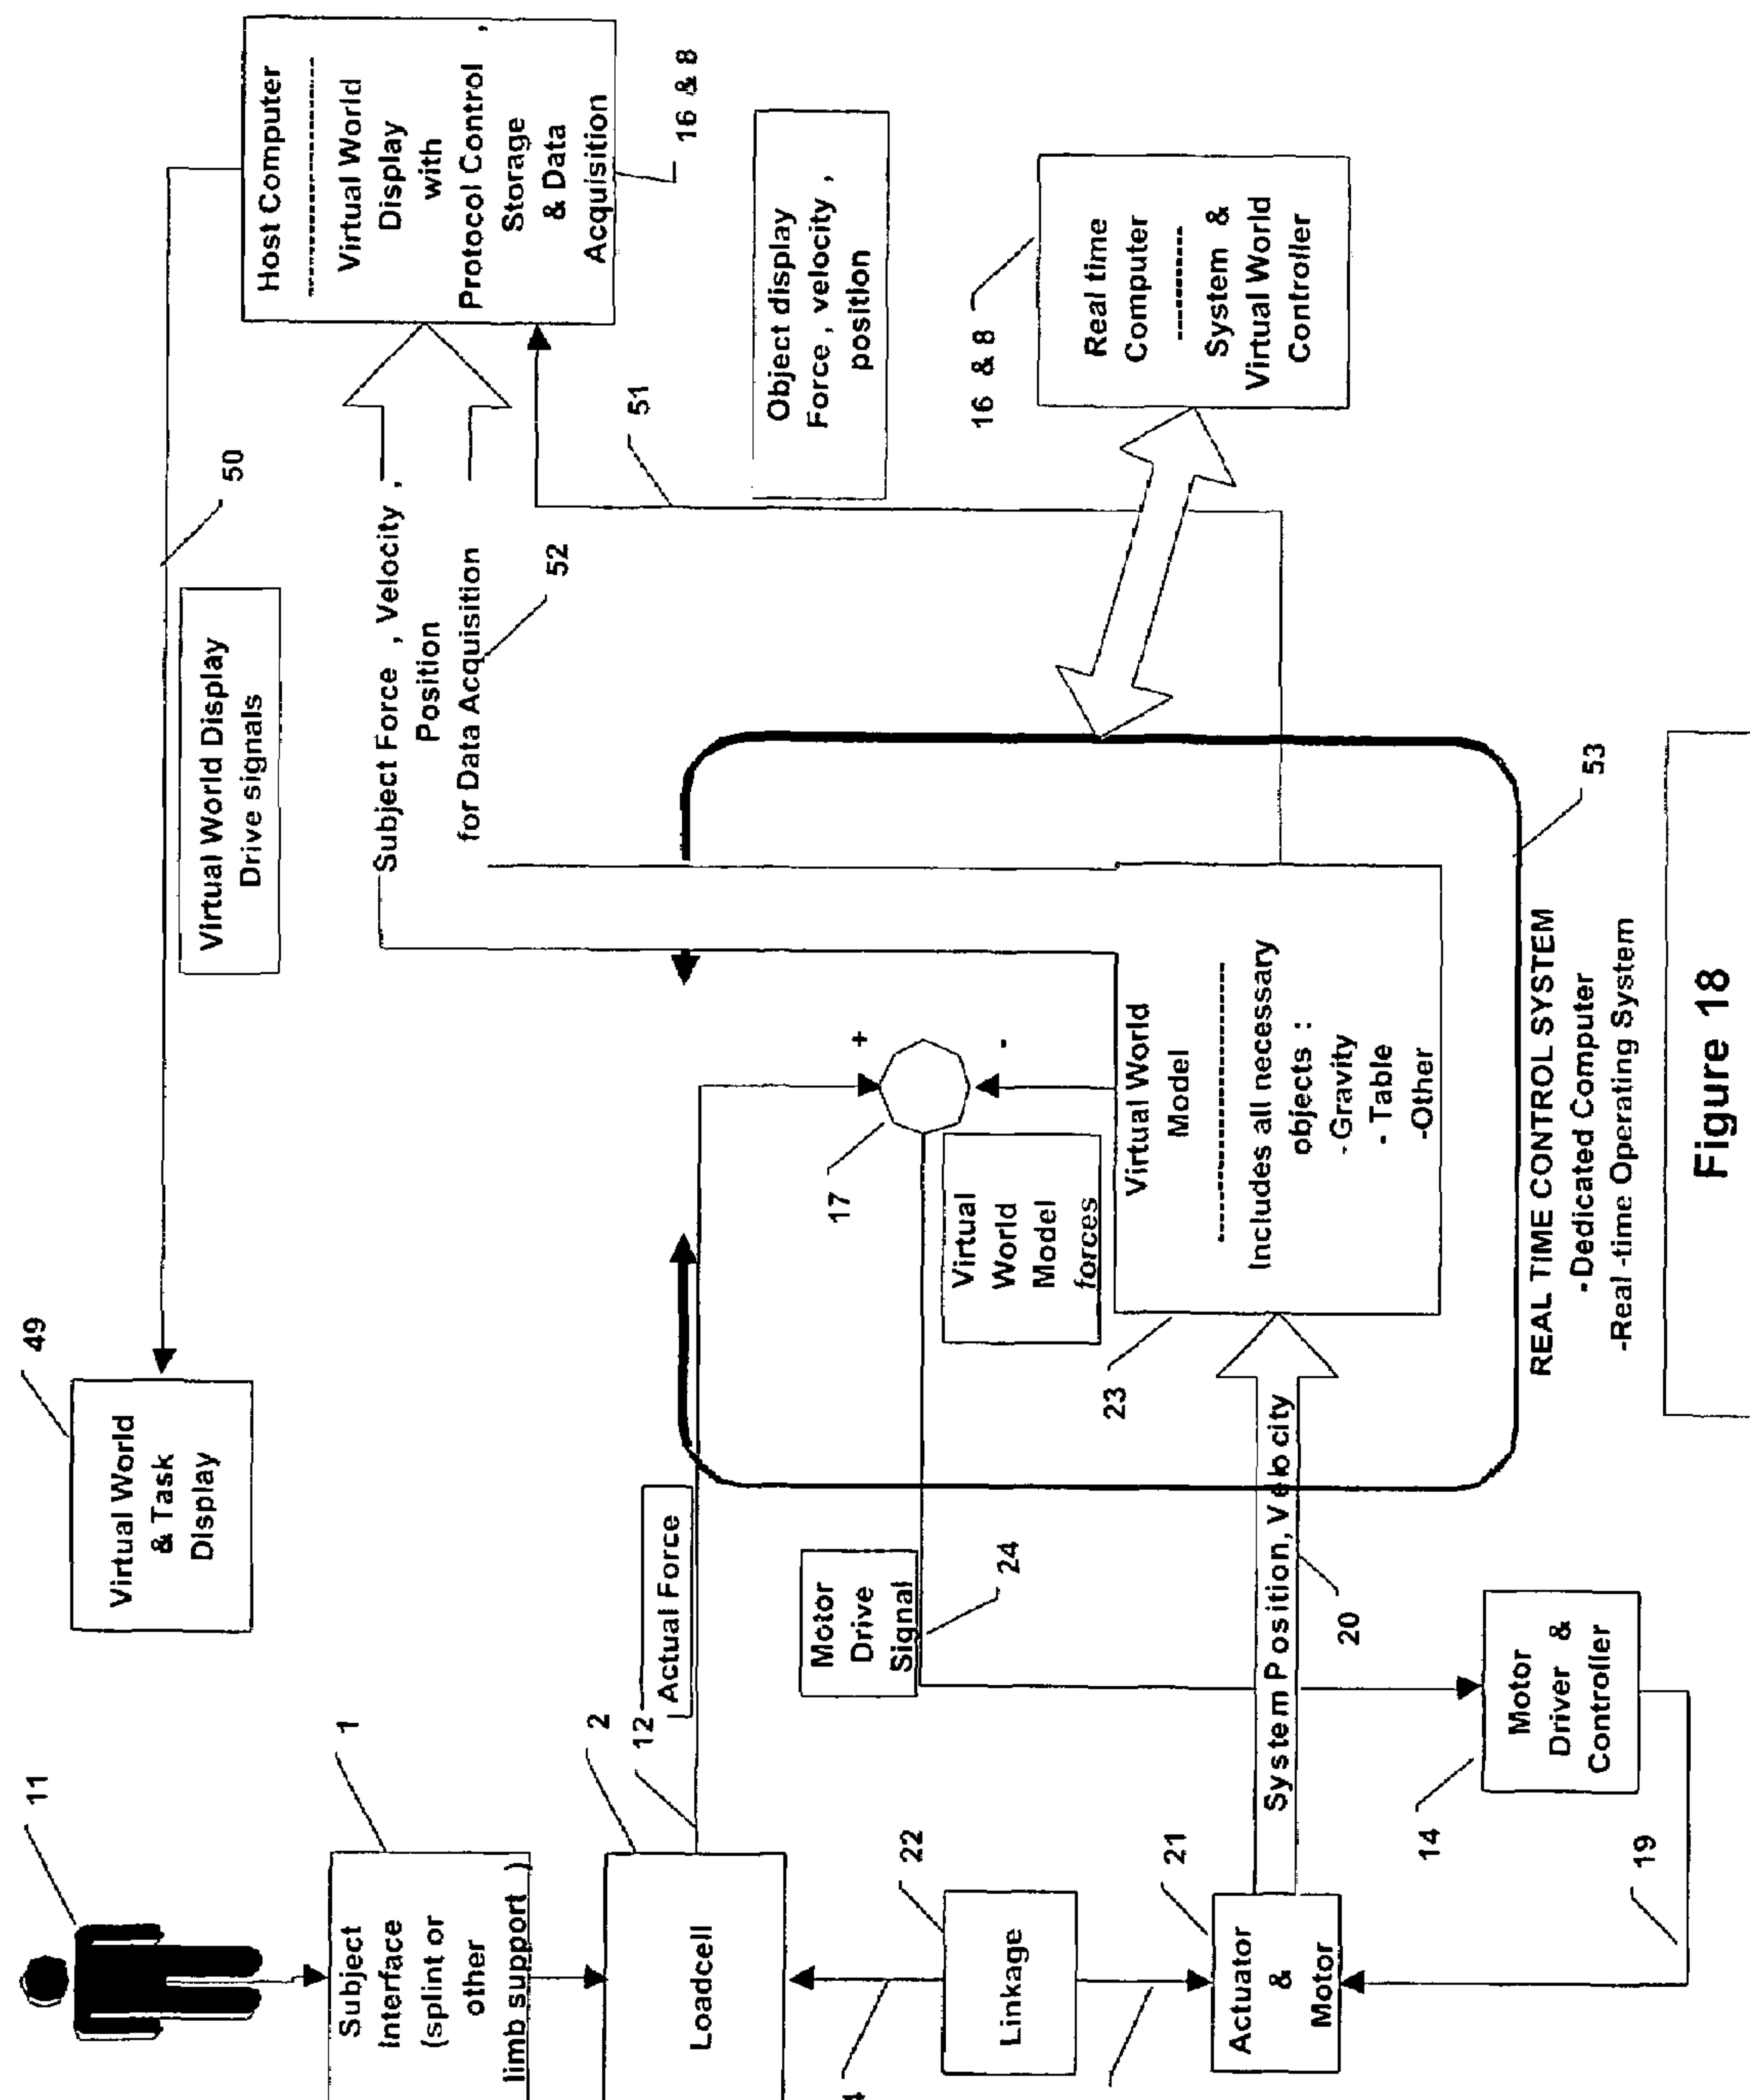 11
1
Subject
Interface
(splint or
other
limb support )
2
Loadcell
12
Actual Force
22
Linkage
4
21
Actuator
&
Motor
19
14
Motor
Driver &
Controller
Motor
Drive
Signal
24
System Position, Velocity
20
49
Virtual World
& Task
Display
50
Virtual World Display
Drive signals
17
+
-
Virtual
World
Model
forces
23
Virtual World
Model
----------------------
Includes all necessary
objects :
-Gravity
- Table
-Other
53
REAL TIME CONTROL SYSTEM
- Dedicated Computer
-Real -time Operating System
Subject Force , Velocity ,
Position
for Data Acquisition
52
51
Host Computer
------------------
Virtual World
Display
with
Protocol Control ,
Storage
& Data
Acquisition
16 & 8
Object display
Force , velocity ,
position
16 & 8
Real time
Computer
----------
System &
Virtual World
Controller
Figure 18